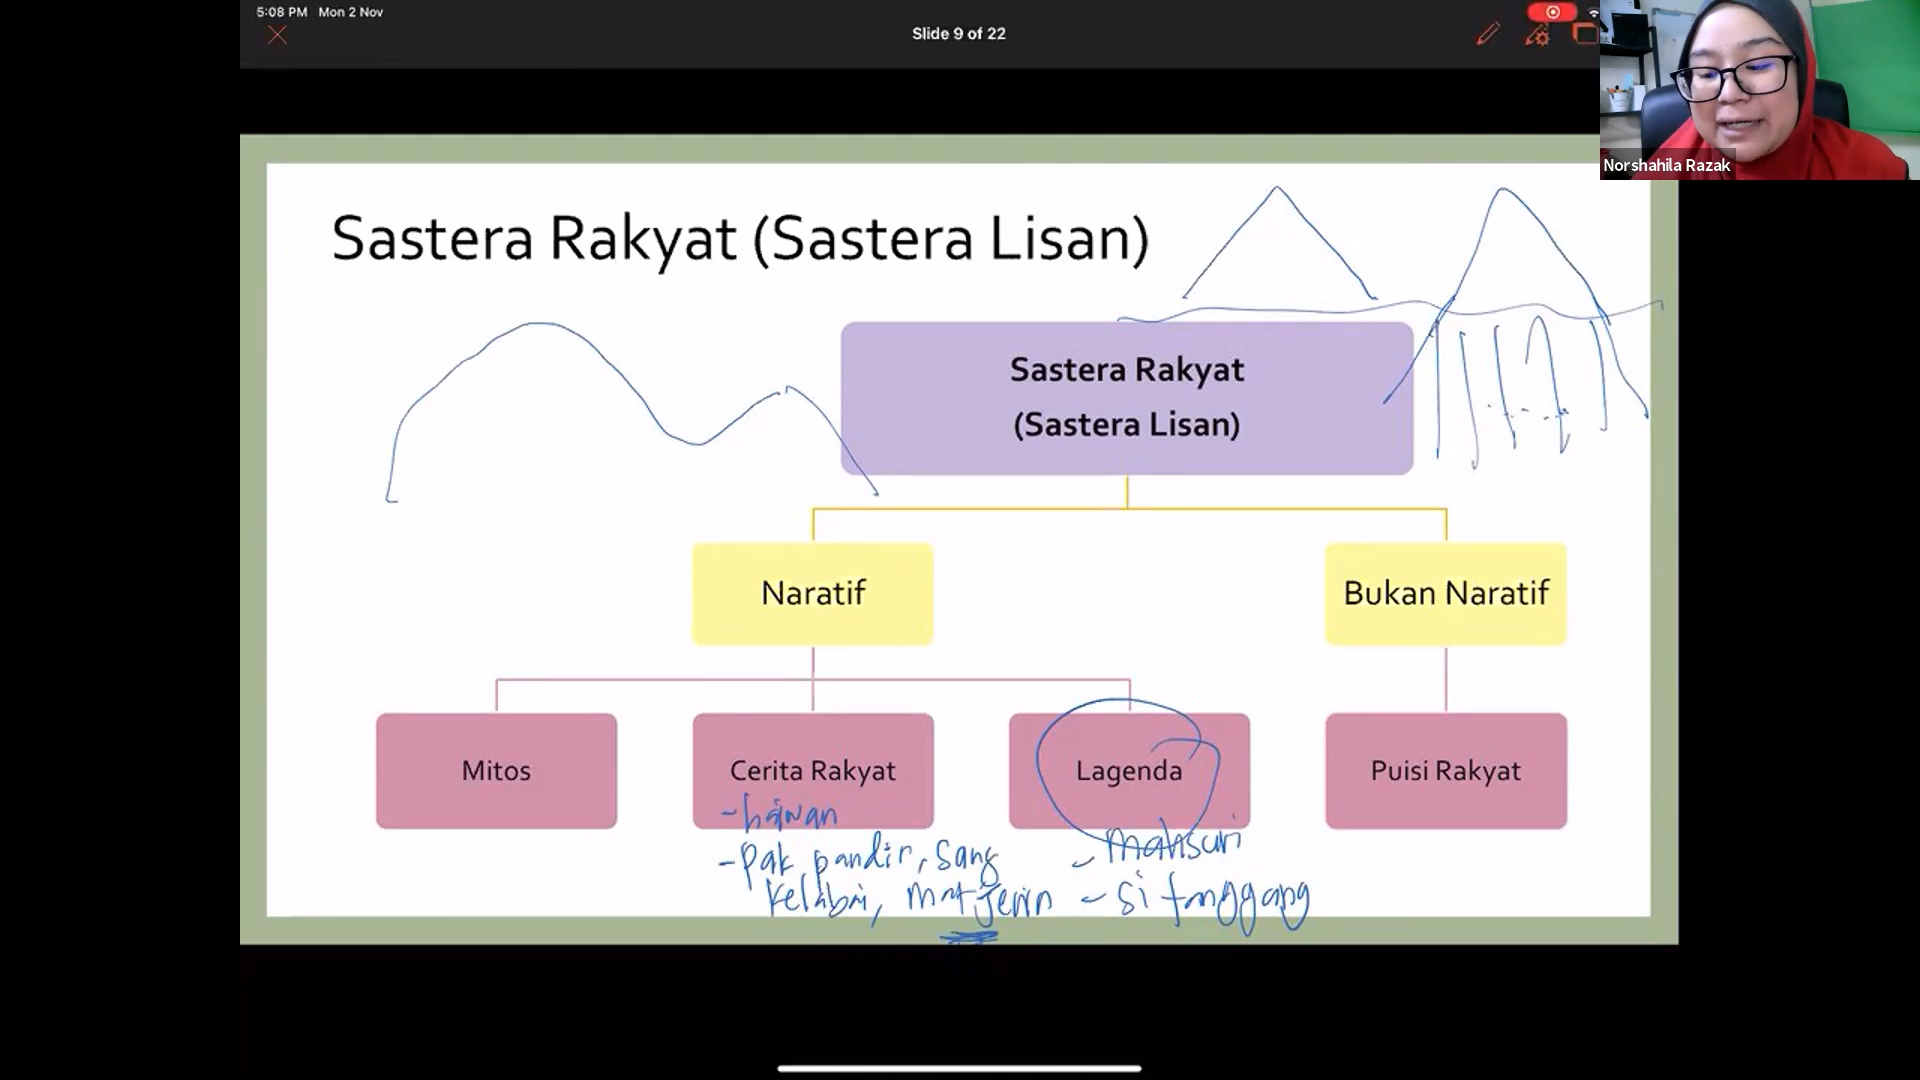 5:08 PM Mon 2 Nov
Slide 9 of 22
Norshahila Razak
Sastera Rakyat (Sastera Lisan)
Sastera Rakyat
(Sastera Lisan)
Naratif
Bukan Naratif
Mitos
Cerita Rakyat
Lagenda
Puisi Rakyat
- haiwan
- pak pandir, sang
kelabai, mat jenin
- mahsuri
- si tanggang